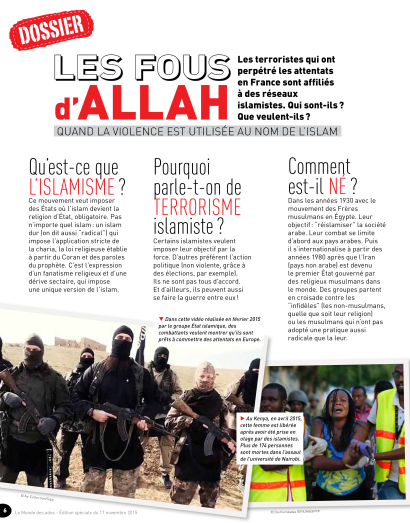 DOSSIER
LES FOUS
d'ALLAH
Les terroristes qui ont
perpétré les attentats
en France sont affiliés
à des réseaux
islamistes. Qui sont-ils ?
Que veulent-ils ?
QUAND LA VIOLENCE EST UTILISÉE AU NOM DE L'ISLAM
Qu'est-ce que
L'ISLAMISME ?
Ce mouvement veut imposer
des États où l'islam devient la
religion d'État, obligatoire. Pas
n'importe quel islam : un islam
dur (on dit aussi "radical") qui
impose l'application stricte de
la charia, la loi religieuse établie
à partir du Coran et des paroles
du prophète. C'est l'expression
d'un fanatisme religieux et d'une
dérive sectaire, qui impose
une unique version de l'islam.
Pourquoi
parle-t-on de
TERRORISME
islamiste ?
Certains islamistes veulent
imposer leur objectif par la
force. D'autres préfèrent l'action
politique (non violente, grâce à
des élections, par exemple).
Ils ne sont pas tous d'accord.
Et d'ailleurs, ils peuvent aussi
se faire la guerre entre eux !
Comment
est-il NÉ ?
Dans les années 1930 avec le
mouvement des Frères
musulmans en Égypte. Leur
objectif : "réislamiser" la société
arabe. Leur combat se limite
d'abord aux pays arabes. Puis
il s'internationalise à partir des
années 1980 après que l'Iran
(pays non arabe) est devenu
le premier État gouverné par
des religieux musulmans dans
le monde. Des groupes partent
en croisade contre les
"infidèles" (les non-musulmans,
quelle que soit leur religion)
ou les musulmans qui n'ont pas
adopté une pratique aussi
radicale que la leur.
Dans cette vidéo réalisée en février 2015
par le groupe État islamique, des
combattants veulent montrer qu'ils sont
prêts à commettre des attentats en Europe.
Au Kenya, en avril 2015,
cette femme est libérée
après avoir été prise en
otage par des islamistes.
Plus de 174 personnes
sont mortes dans l'assaut
de l'université de Nairobi.
6
Le Monde des ados - Édition spéciale du 17 novembre 2015